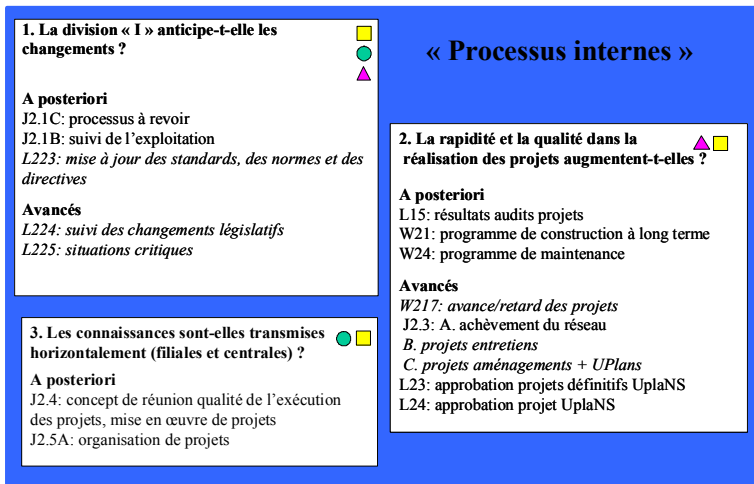 « Processus internes »
1. La division « I » anticipe-t-elle les
changements ?
A posteriori
J2.1C: processus à revoir
J2.1B: suivi de l'exploitation
L223: mise à jour des standards, des normes et des
directives
Avancés
L224: suivi des changements législatifs
L225: situations critiques
2. La rapidité et la qualité dans la
réalisation des projets augmentent-t-elles ?
A posteriori
L15: résultats audits projets
W21: programme de construction à long terme
W24: programme de maintenance
Avancés
W217: avance/retard des projets
J2.3: A. achèvement du réseau
B. projets entretiens
C. projets aménagements + UPlans
L23: approbation projets définitifs UplaNS
L24: approbation projet UplaNS
3. Les connaissances sont-elles transmises
horizontalement (filiales et centrales) ?
A posteriori
J2.4: concept de réunion qualité de l'exécution
des projets, mise en œuvre de projets
J2.5A: organisation de projets